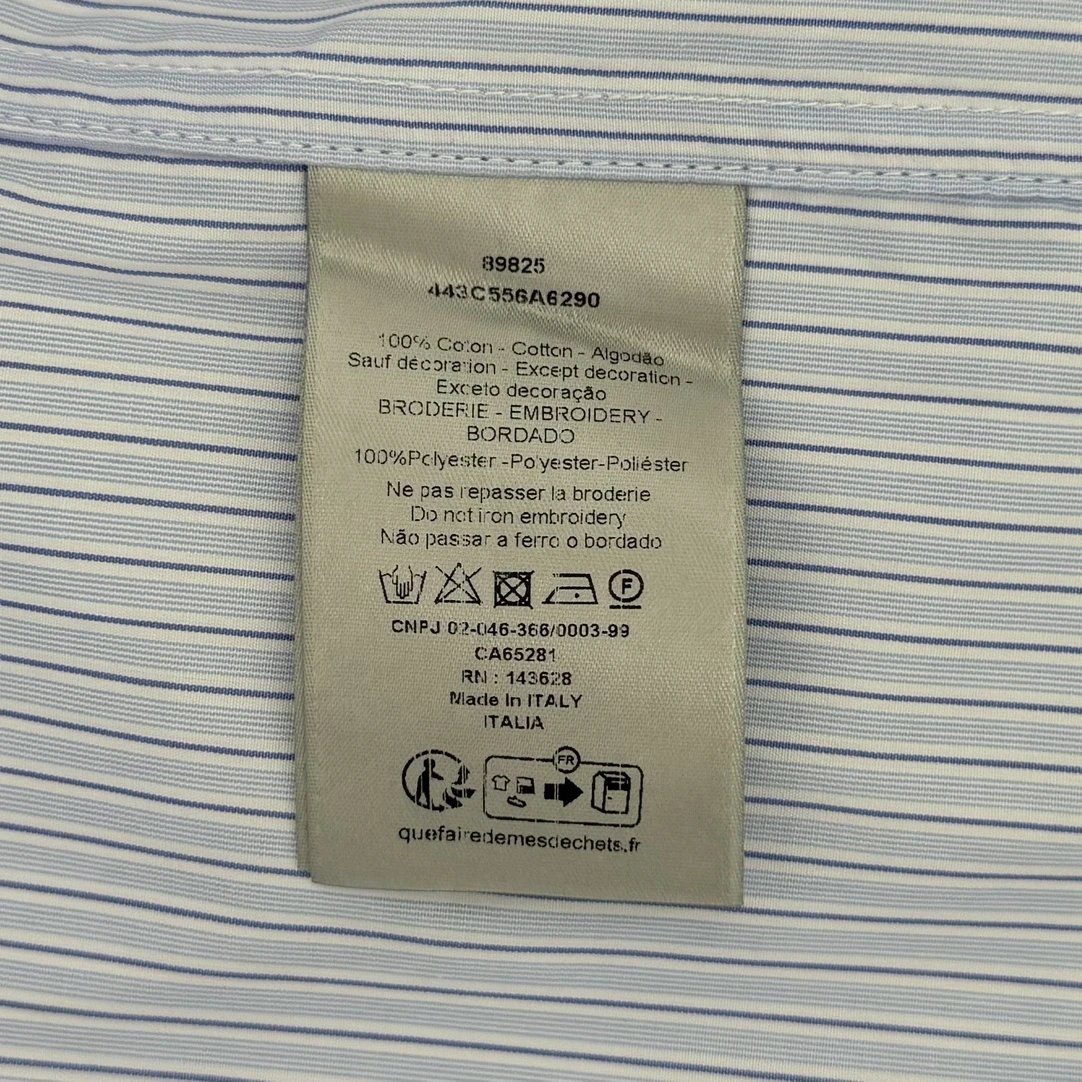 89825
443C556A6290
100% Coton - Cotton - Algodão
Sauf décoration - Except decoration -
Exceto decoração
BRODERIE - EMBROIDERY -
BORDADO
100%Polyester -Polyester-Poliéster
Ne pas repasser la broderie
Do not iron embroidery
Não passar a ferro o bordado
F
CNPJ 02-046-366/0003-99
CA65281
RN : 143628
Made In ITALY
ITALIA
FR
quefairedemesdechets.fr